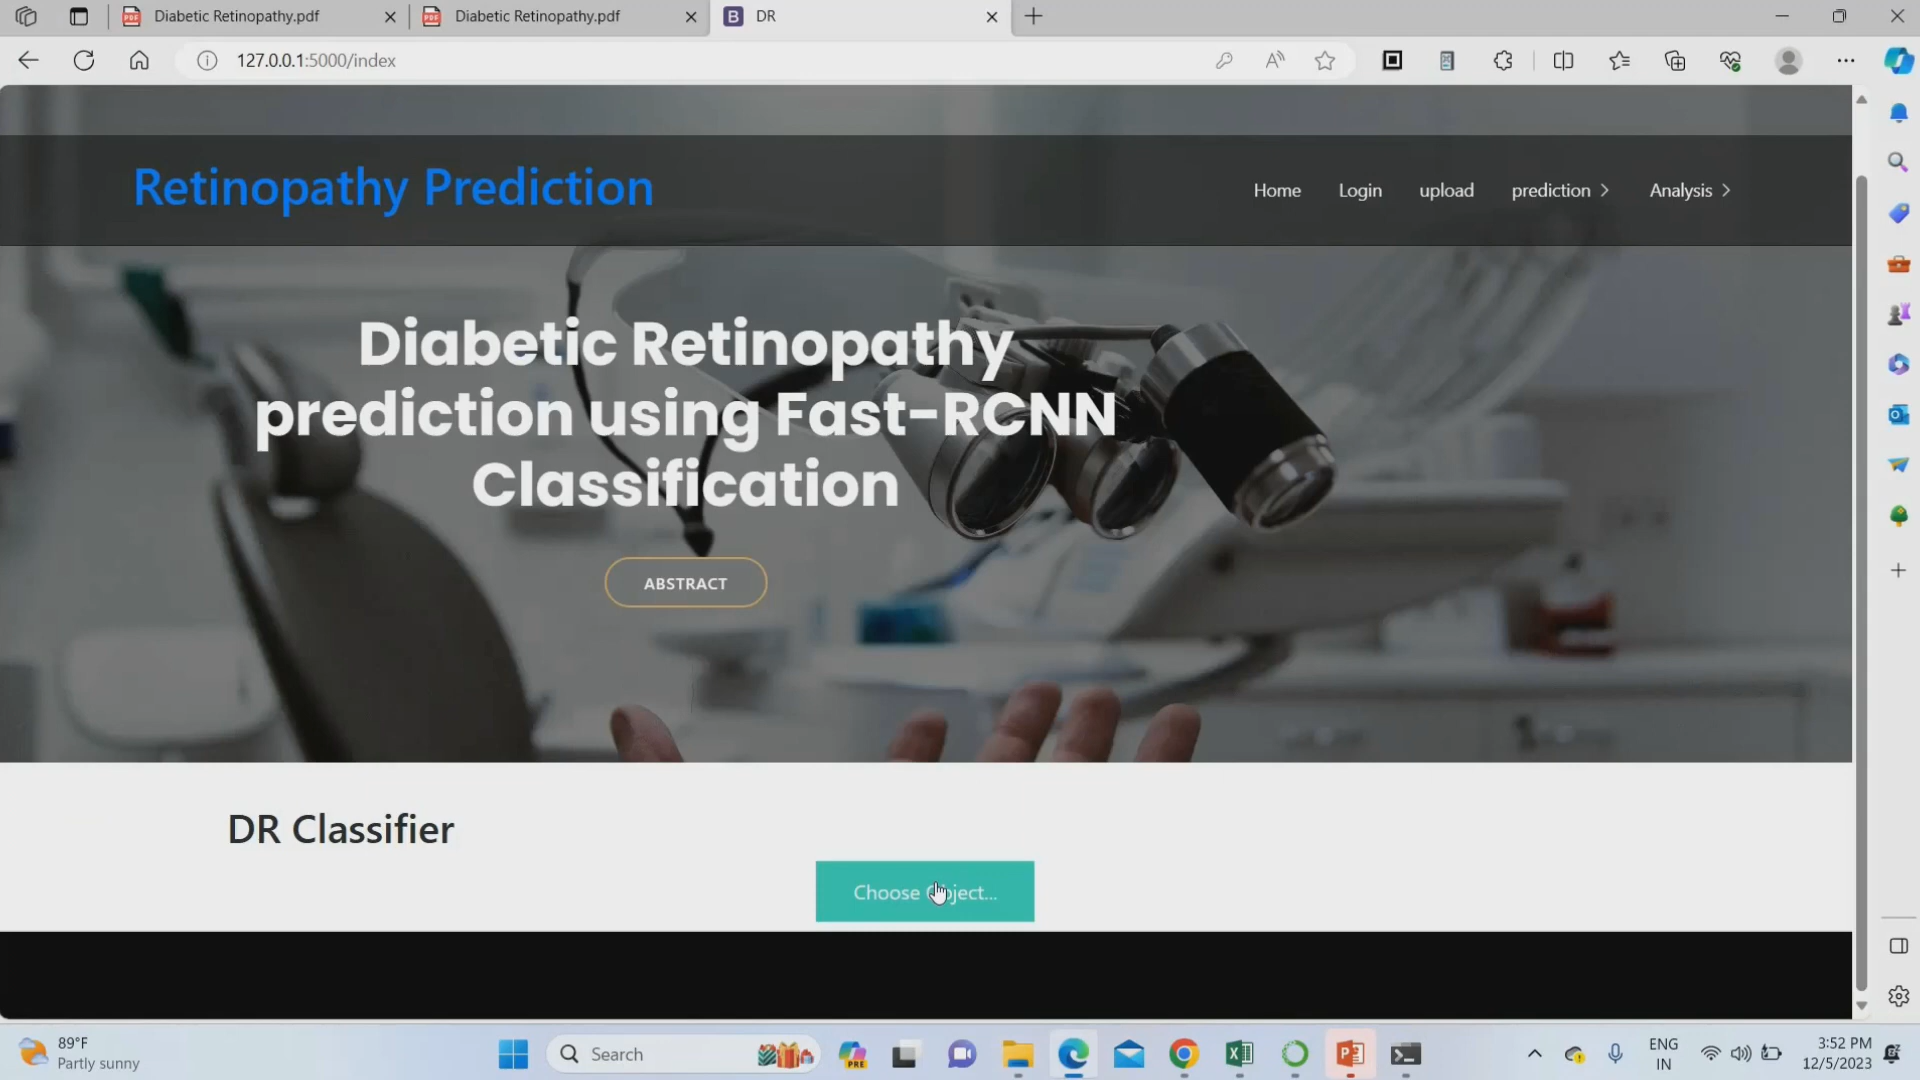 Diabetic Retinopathy.pdf
Diabetic Retinopathy.pdf
DR
127.0.0.1:5000/index
Retinopathy Prediction
Home
Login
upload
prediction
Analysis
Diabetic Retinopathy
prediction using Fast-RCNN
Classification
ABSTRACT
DR Classifier
Choose Object...
89°F
Partly sunny
Search
PRE
ENG
IN
3:52 PM
12/5/2023